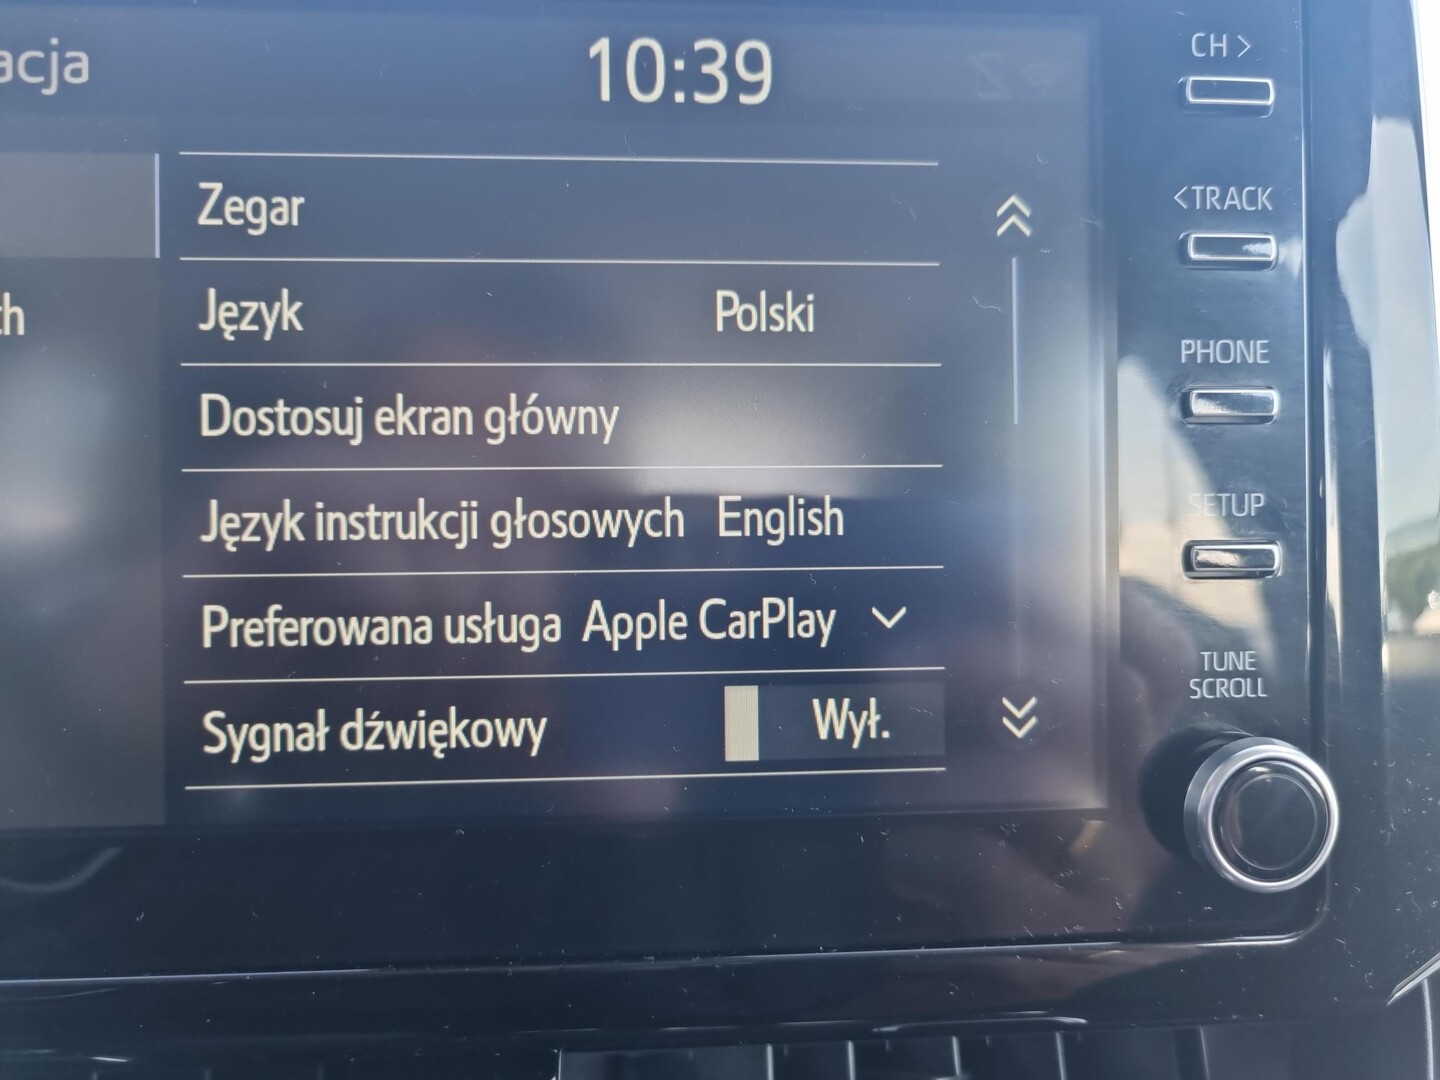 acja
10:39
CH >
Zegar
<TRACK
Język Polski
PHONE
Dostosuj ekran główny
Język instrukcji głosowych English
SETUP
Preferowana usługa Apple CarPlay
TUNE
SCROLL
Sygnał dźwiękowy Wył.